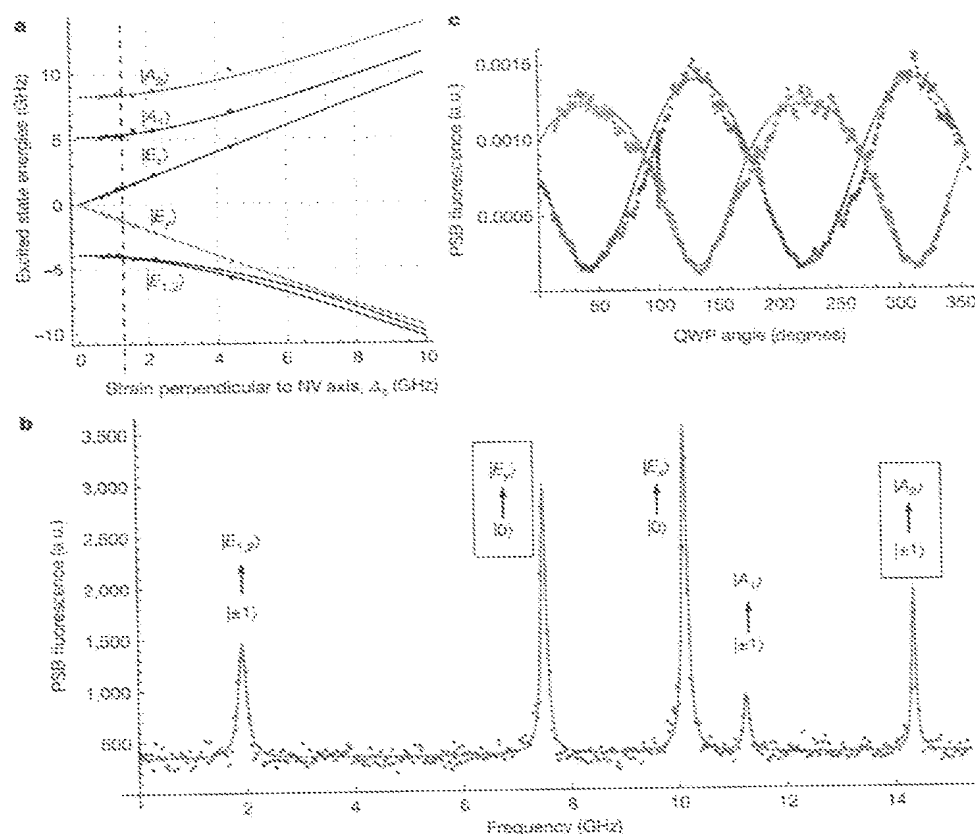 a
Excited state energies (GHz)
10
5
0
−5
−10
|A₂⟩
|A₁⟩
|Eₓ⟩
|Eᵧ⟩
|E₁,₂⟩
0
2
4
6
8
10
Strain perpendicular to NV axis,
(GHz)
c
PSB fluorescence (a.u.)
0.0015
0.0010
0.0005
50
100
150
200
250
300
350
QWP angle (degrees)
b
PSB fluorescence (a.u.)
3,500
3,000
2,500
2,000
1,500
1,000
500
|E₁,₂⟩
|±1⟩
|Eᵧ⟩
|0⟩
|Eₓ⟩
|0⟩
|A₁⟩
|±1⟩
|A₂⟩
|±1⟩
2
4
6
8
10
12
14
Frequency (GHz)